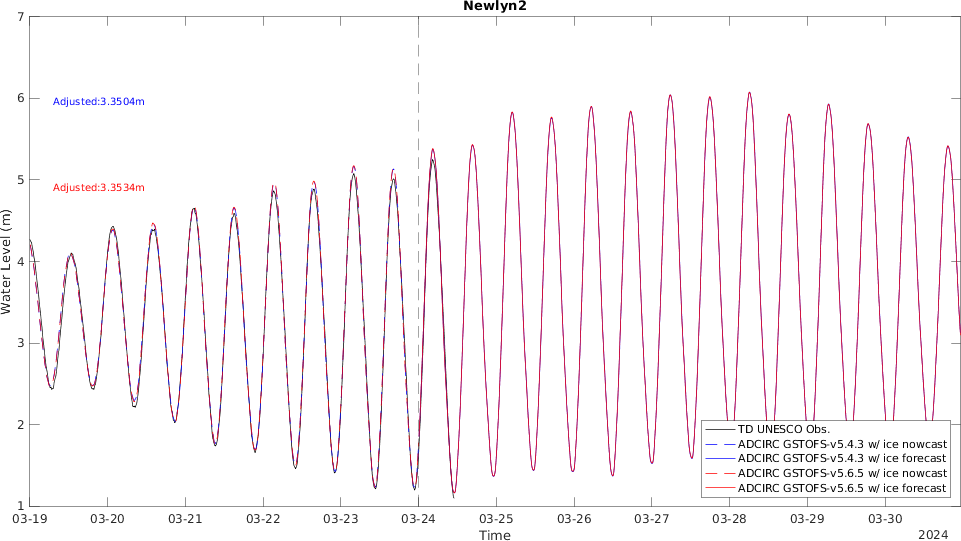 Newlyn2
7
6
5
4
3
2
1
Water Level (m)
Adjusted:3.3504m
Adjusted:3.3534m
TD UNESCO Obs.
ADCIRC GSTOFS-v5.4.3 w/ ice nowcast
ADCIRC GSTOFS-v5.4.3 w/ ice forecast
ADCIRC GSTOFS-v5.6.5 w/ ice nowcast
ADCIRC GSTOFS-v5.6.5 w/ ice forecast
03-19 03-20 03-21 03-22 03-23 03-24 03-25 03-26 03-27 03-28 03-29 03-30
Time
2024